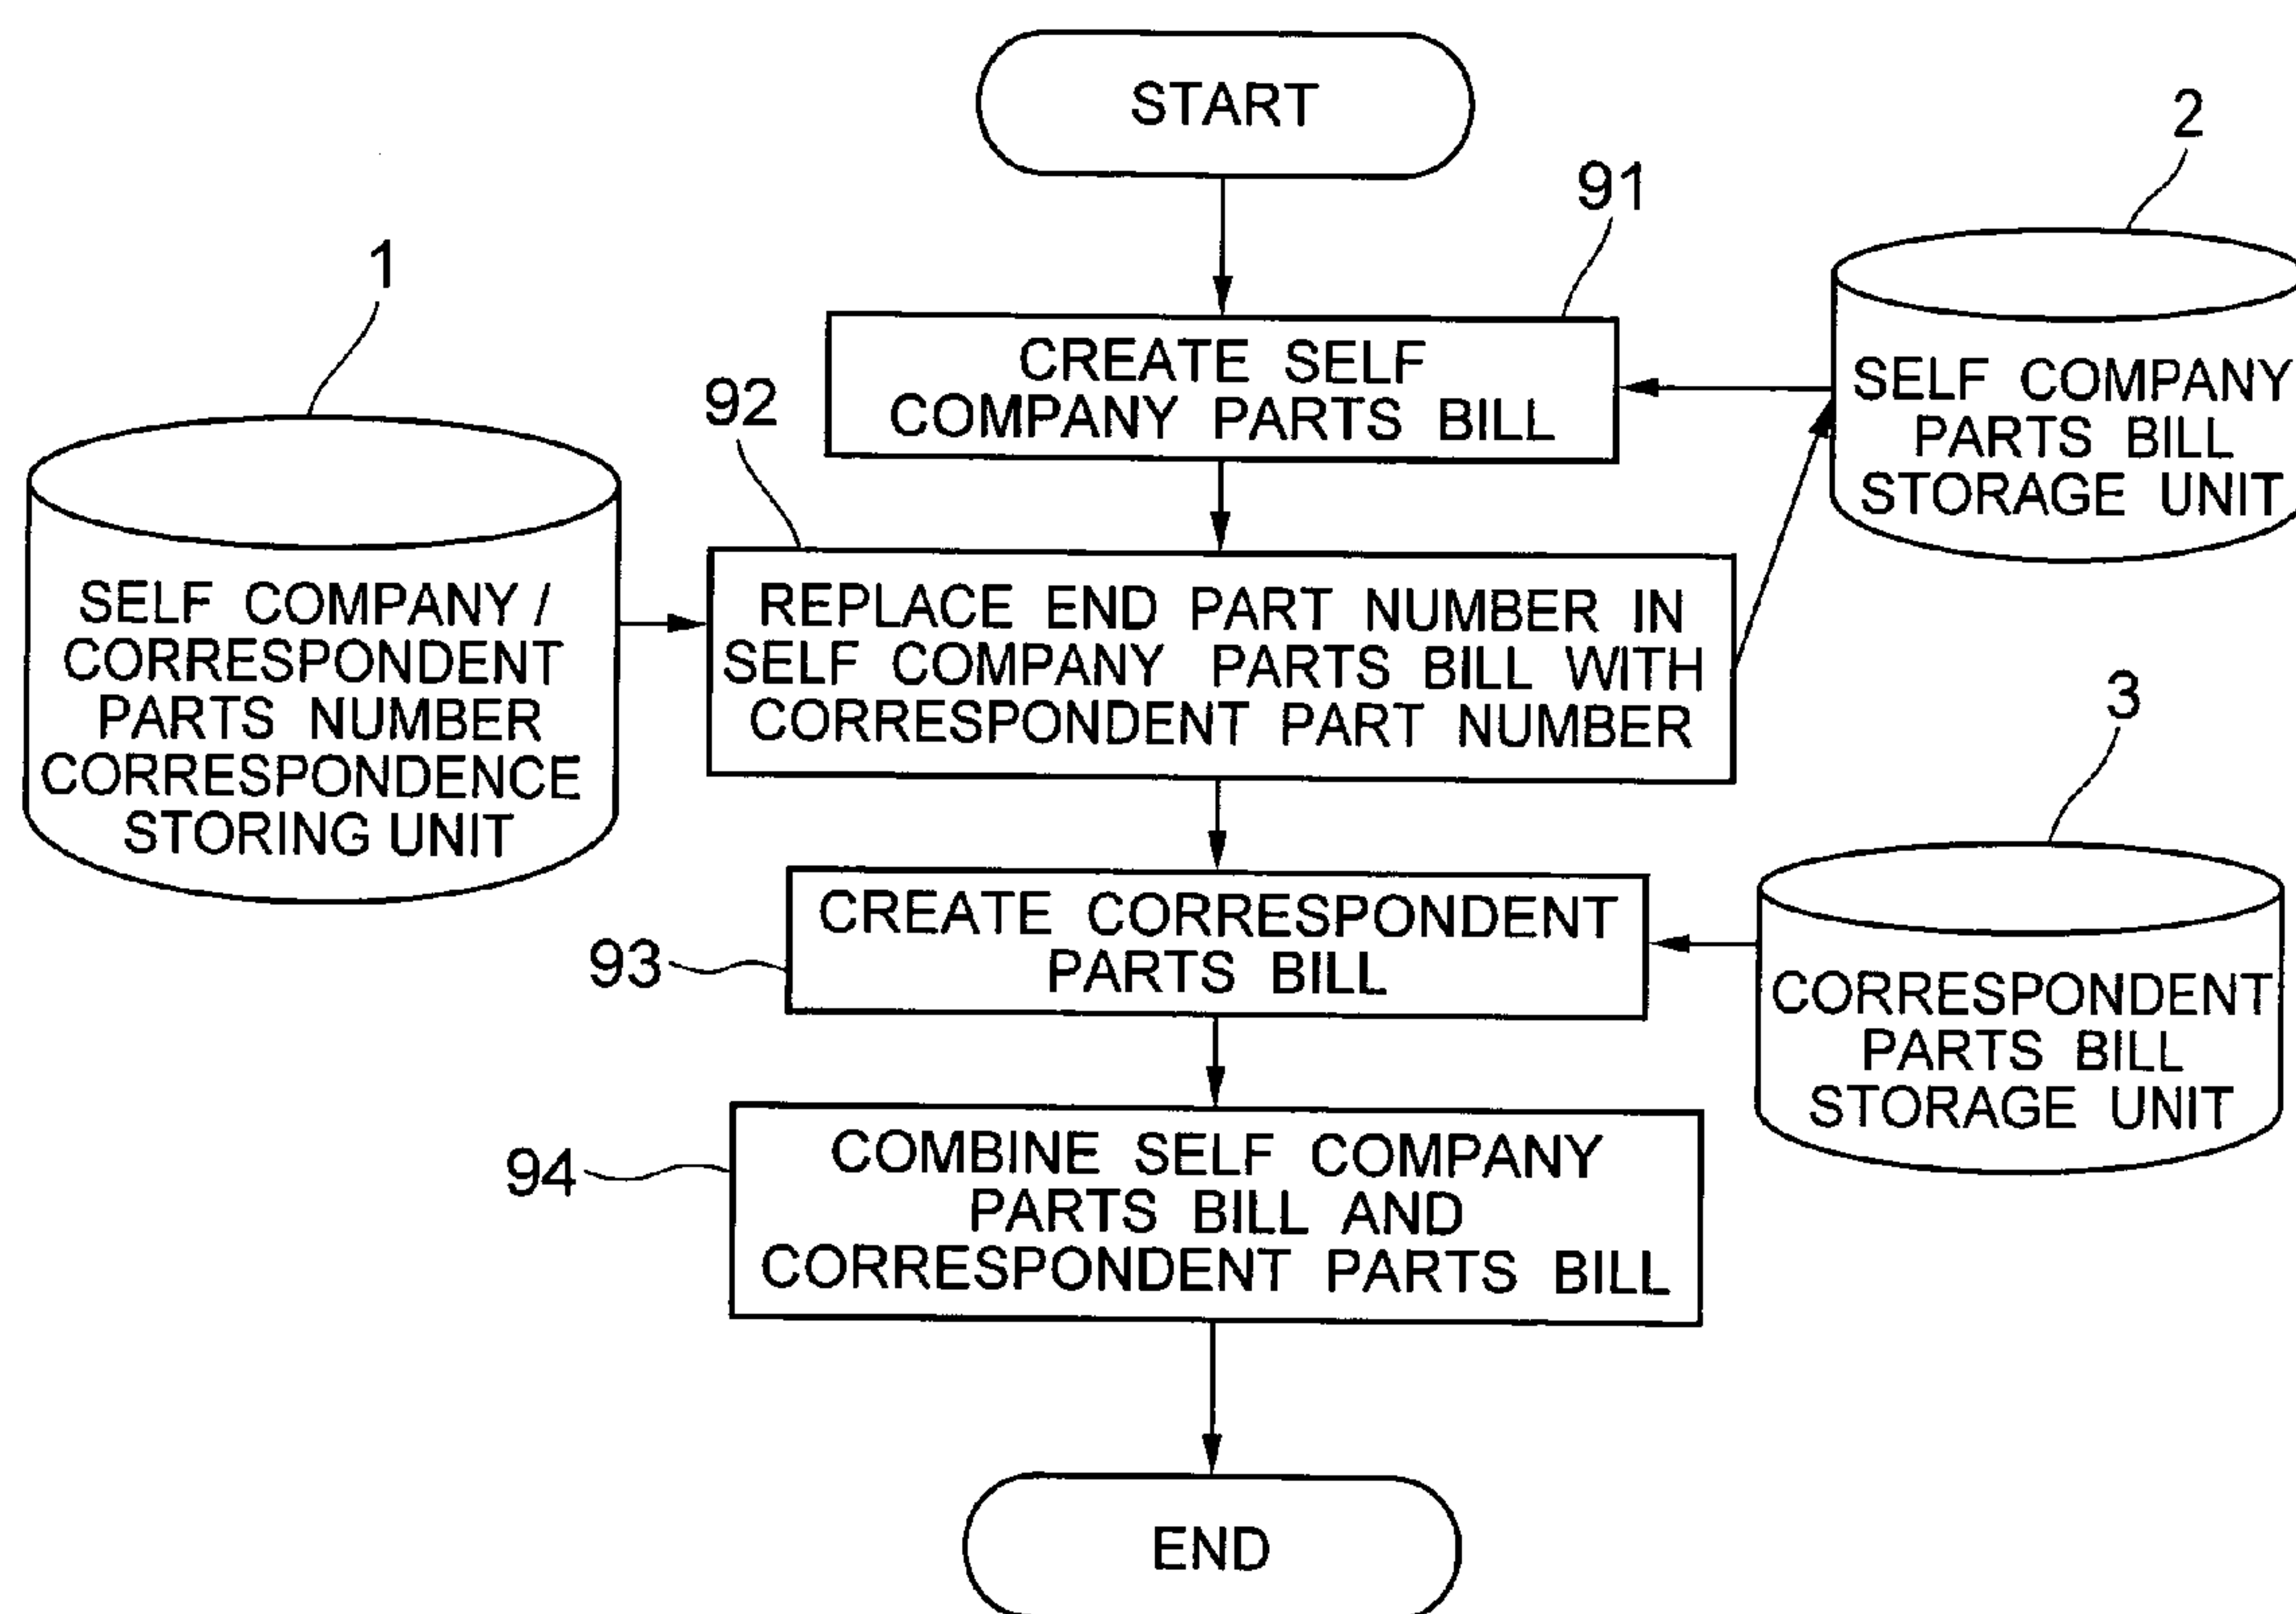 START
91
CREATE SELF
COMPANY PARTS BILL
2
SELF COMPANY
PARTS BILL
STORAGE UNIT
1
SELF COMPANY /
CORRESPONDENT
PARTS NUMBER
CORRESPONDENCE
STORING UNIT
92
REPLACE END PART NUMBER IN
SELF COMPANY PARTS BILL WITH
CORRESPONDENT PART NUMBER
3
CORRESPONDENT
PARTS BILL
STORAGE UNIT
93
CREATE CORRESPONDENT
PARTS BILL
94
COMBINE SELF COMPANY
PARTS BILL AND
CORRESPONDENT PARTS BILL
END